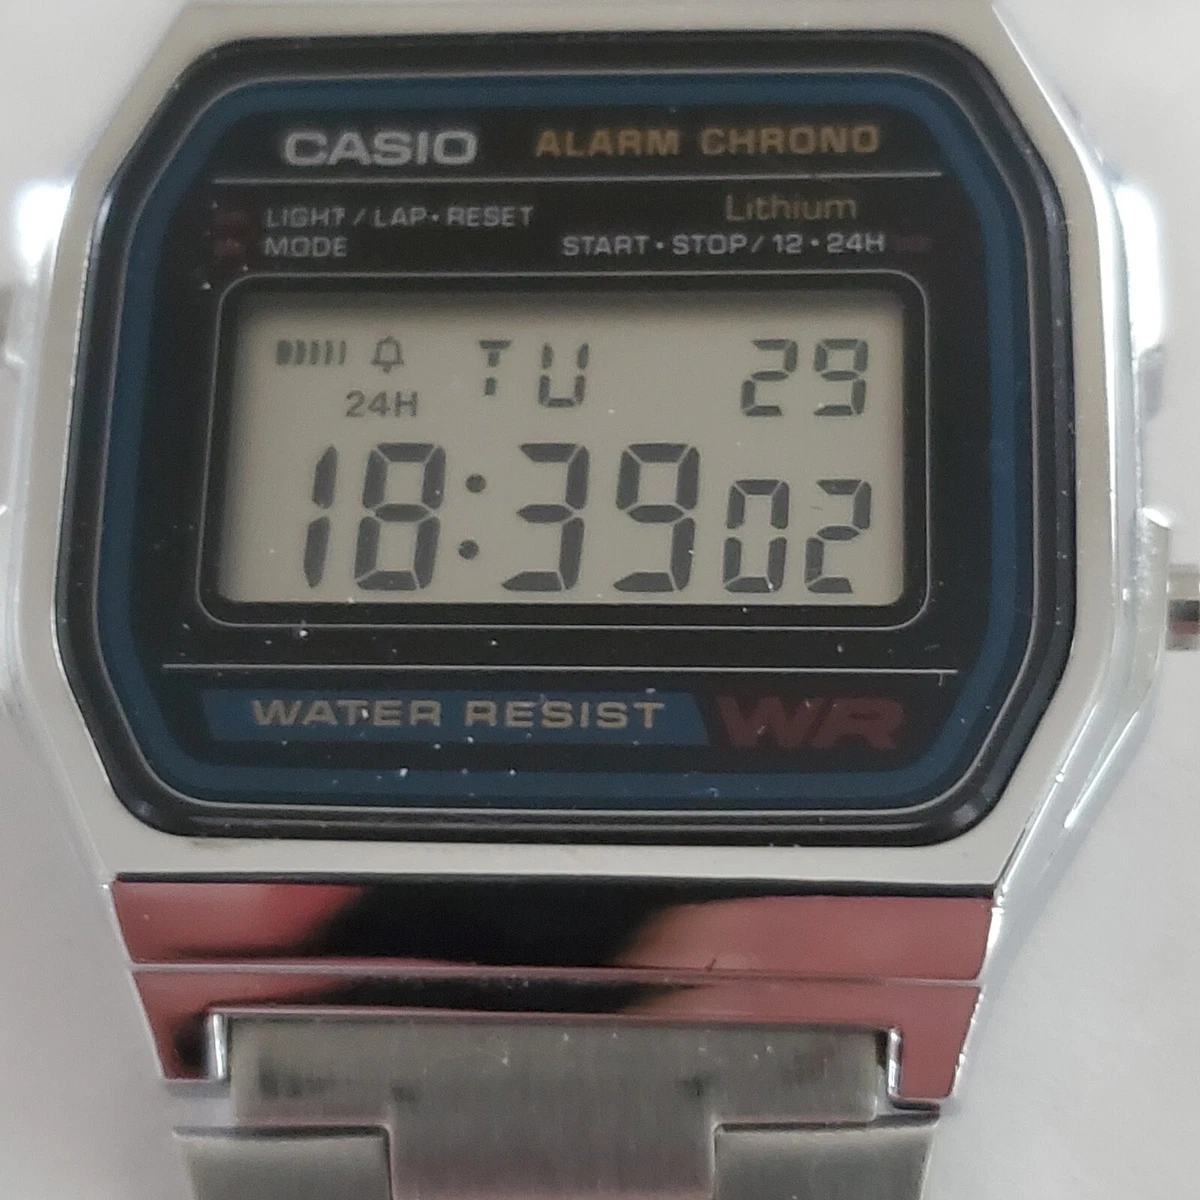 CASIO ALARM CHRONO
LIGHT / LAP • RESET Lithium
MODE START • STOP / 12 • 24H
TU 29
24H
18:39 02
WATER RESIST WR